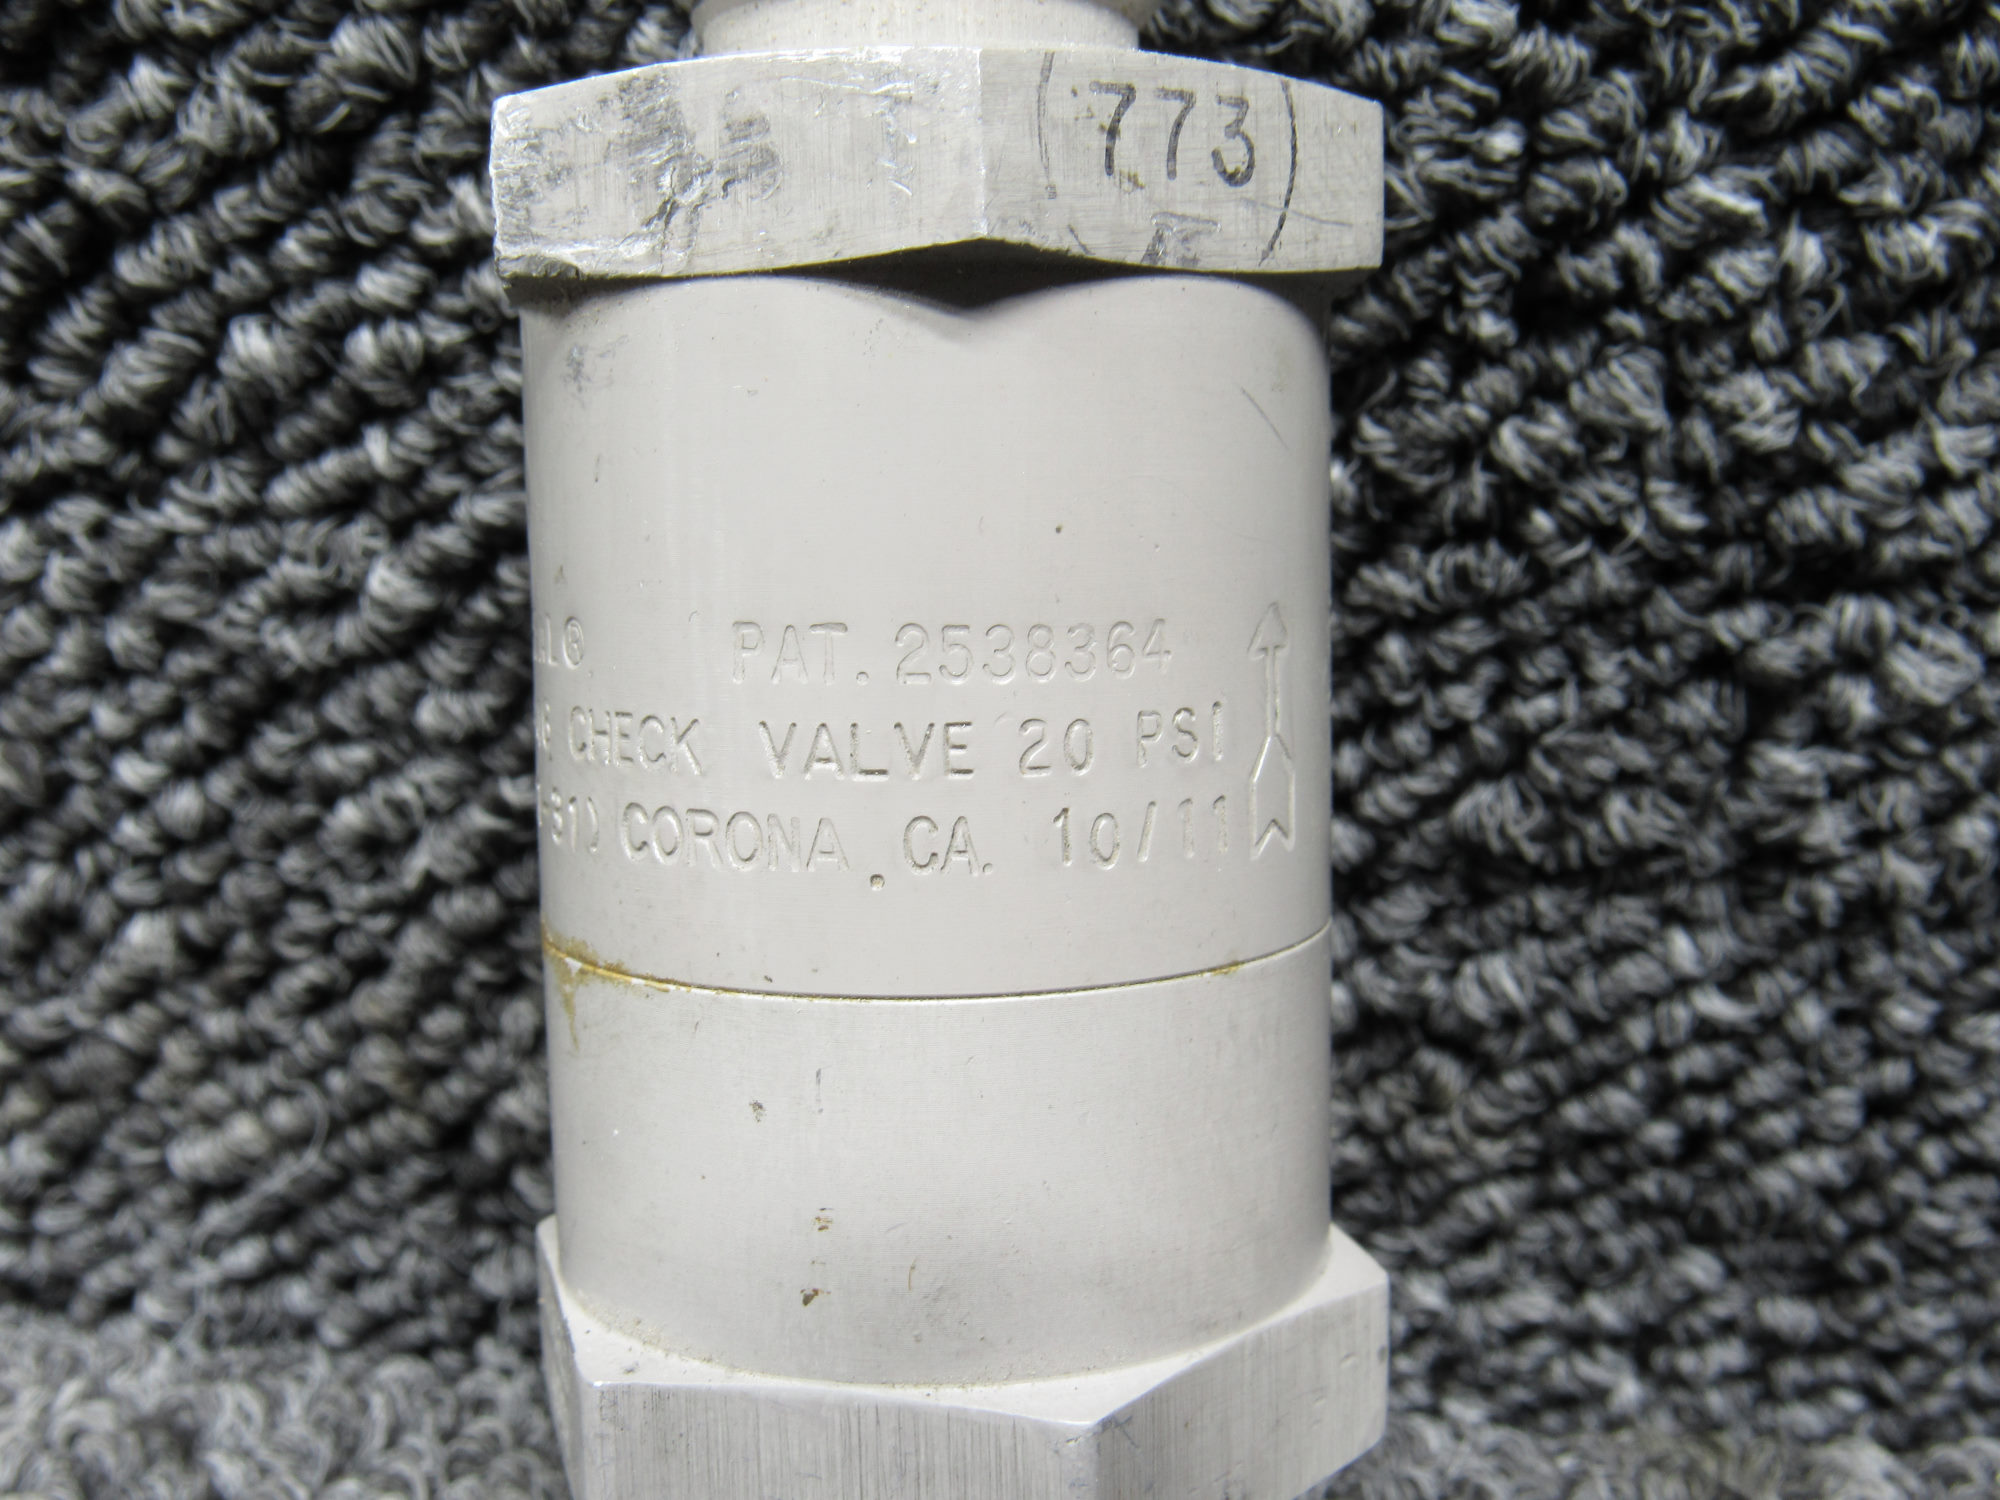 773
® PAT. 2538364
CHECK VALVE 20 PSI
CORONA, CA. 10/11